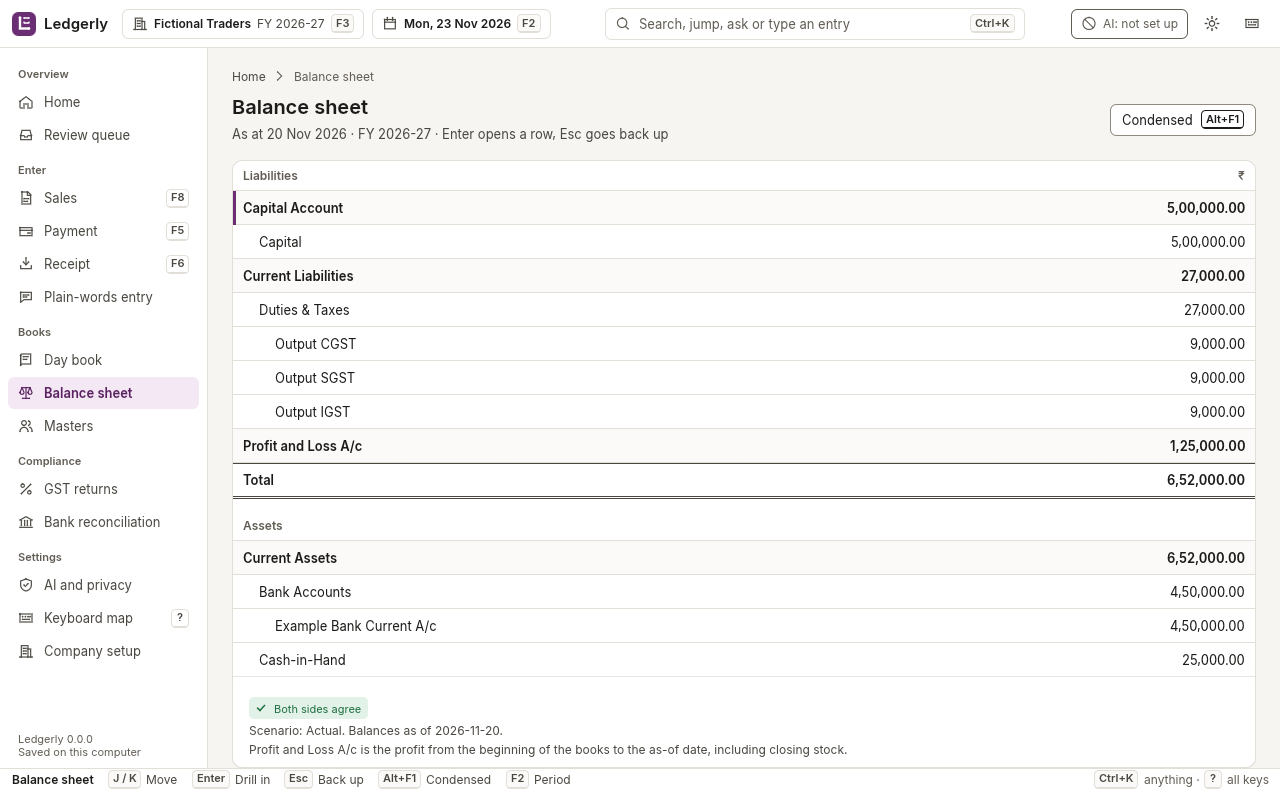 Ledgerly
Fictional Traders FY 2026-27 F3
Mon, 23 Nov 2026 F2
Search, jump, ask or type an entry Ctrl+K
AI: not set up
Overview
Home
Review queue
Enter
Sales F8
Payment F5
Receipt F6
Plain-words entry
Books
Day book
Balance sheet
Masters
Compliance
GST returns
Bank reconciliation
Settings
AI and privacy
Keyboard map ?
Company setup
Ledgerly 0.0.0
Saved on this computer
Home Balance sheet
Balance sheet
As at 20 Nov 2026 · FY 2026-27 · Enter opens a row, Esc goes back up
Condensed Alt+F1
Liabilities ₹
Capital Account 5,00,000.00
Capital 5,00,000.00
Current Liabilities 27,000.00
Duties & Taxes 27,000.00
Output CGST 9,000.00
Output SGST 9,000.00
Output IGST 9,000.00
Profit and Loss A/c 1,25,000.00
Total 6,52,000.00
Assets
Current Assets 6,52,000.00
Bank Accounts 4,50,000.00
Example Bank Current A/c 4,50,000.00
Cash-in-Hand 25,000.00
Both sides agree
Scenario: Actual. Balances as of 2026-11-20.
Profit and Loss A/c is the profit from the beginning of the books to the as-of date, including closing stock.
Balance sheet J / K Move Enter Drill in Esc Back up Alt+F1 Condensed F2 Period Ctrl+K anything · ? all keys